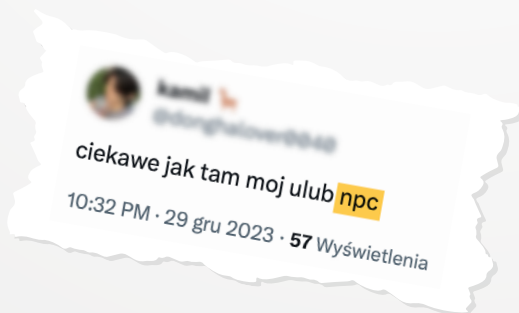 kamil
ciekawe jak tam moj ulub npc
10:32 PM · 29 gru 2023 · 57 Wyświetlenia